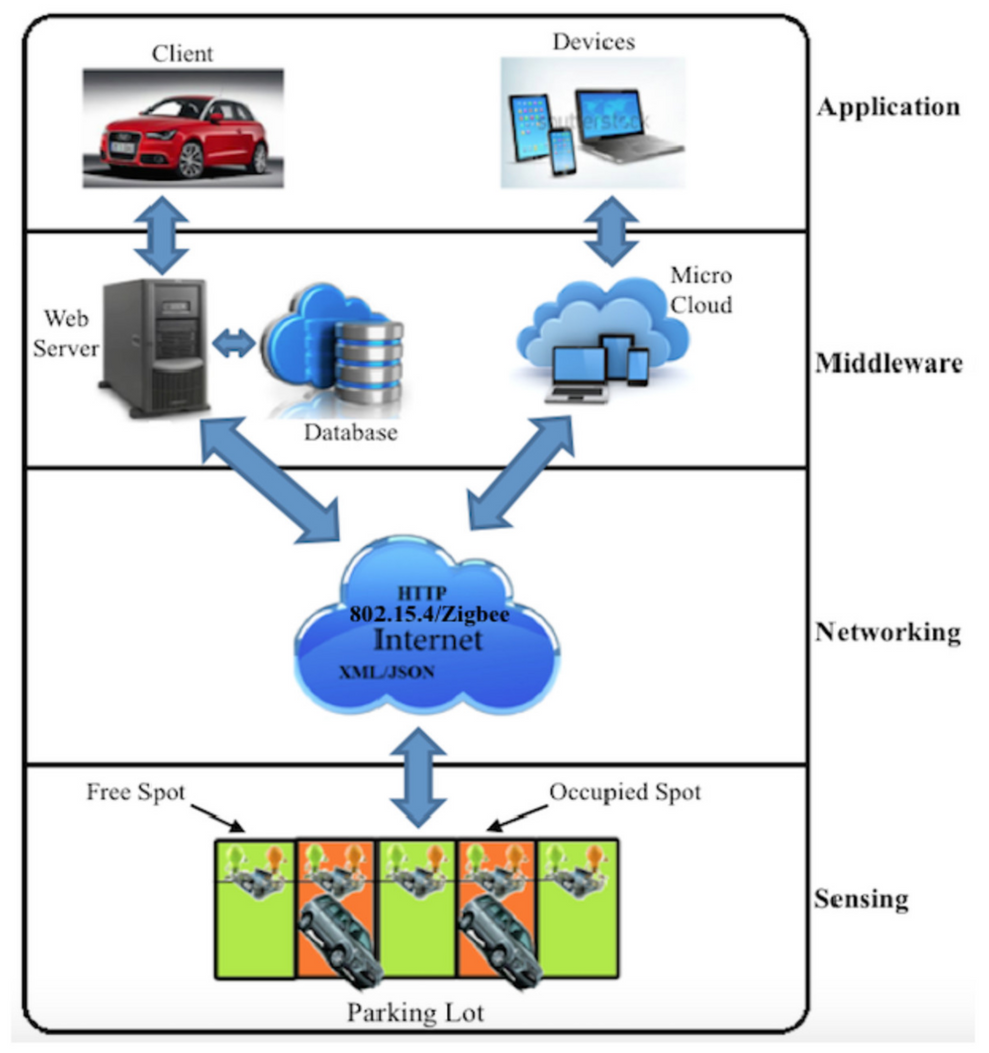 Client
Devices
shutterstock
Application
Web
Server
Database
Micro
Cloud
Middleware
HTTP
802.15.4/Zigbee
Internet
XML/JSON
Networking
Free Spot
Occupied Spot
Sensing
Parking Lot